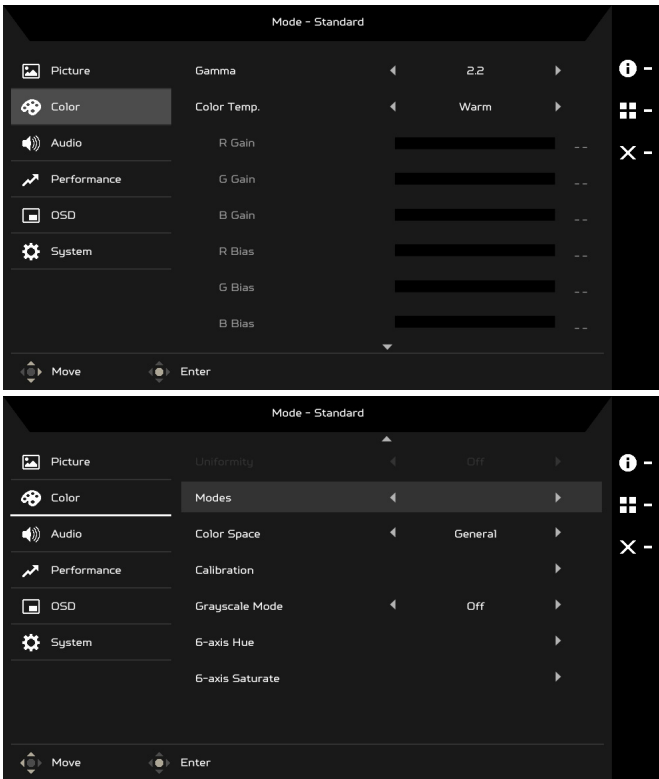 Mode - Standard
Picture
Gamma 2.2
Color
Color Temp. Warm
Audio
R Gain --
Performance
G Gain --
OSD
B Gain --
System
R Bias --
G Bias --
B Bias --
Move Enter
Mode - Standard
Picture
Uniformity Off
Color
Modes
Audio
Color Space General
Performance
Calibration
OSD
Grayscale Mode Off
System
6-axis Hue
6-axis Saturate
Move Enter